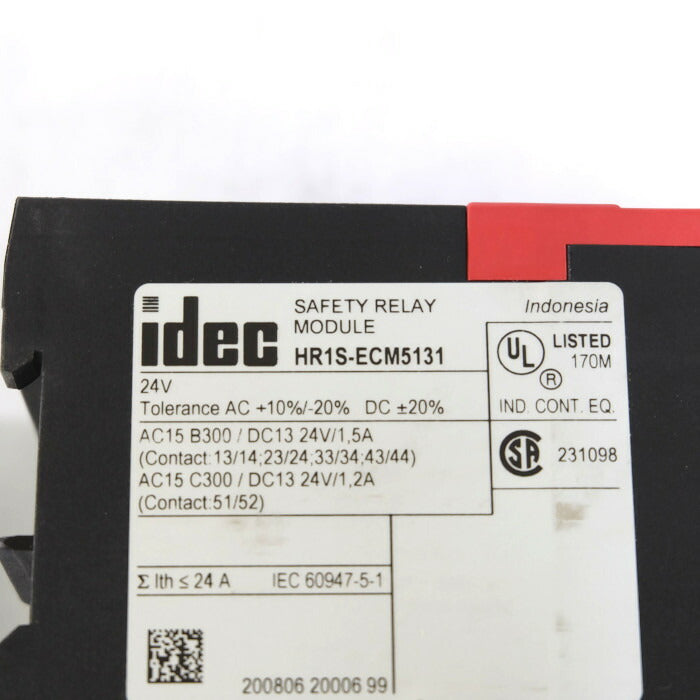 idec
SAFETY RELAY
MODULE
HR1S-ECM5131
Indonesia
24V
Tolerance AC +10%/-20% DC ±20%
AC15 B300 / DC13 24V/1,5A
(Contact:13/14;23/24;33/34;43/44)
AC15 C300 / DC13 24V/1,2A
(Contact:51/52)
UL
®
LISTED
170M
IND. CONT. EQ.
SA
231098
Σ Ith ≤ 24 A IEC 60947-5-1
200806 20006 99